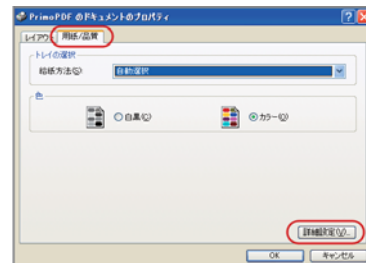 PrimoPDF のドキュメントのプロパティ
レイアウト 用紙/品質
トレイの選択
給紙方法(S):
自動選択
色
白黒(C)
カラー(O)
詳細設定(V)...
OK キャンセル